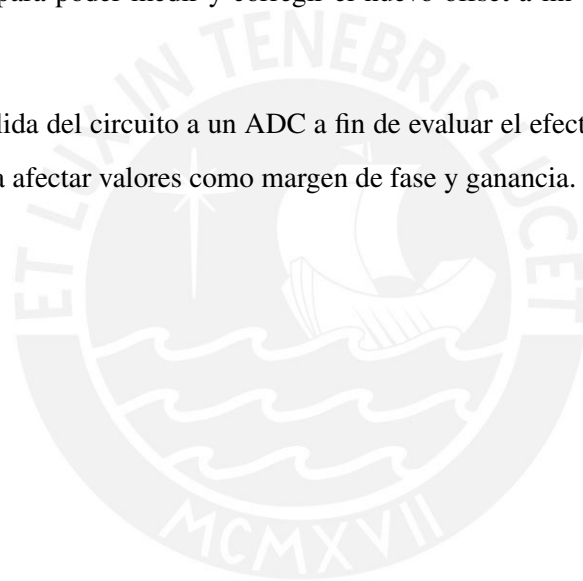 para poder medir y corregir el nuevo offset a fin
lida del circuito a un ADC a fin de evaluar el efect
a afectar valores como margen de fase y ganancia.
ET LUX IN TENEBRIS LUCET
MCMXVII